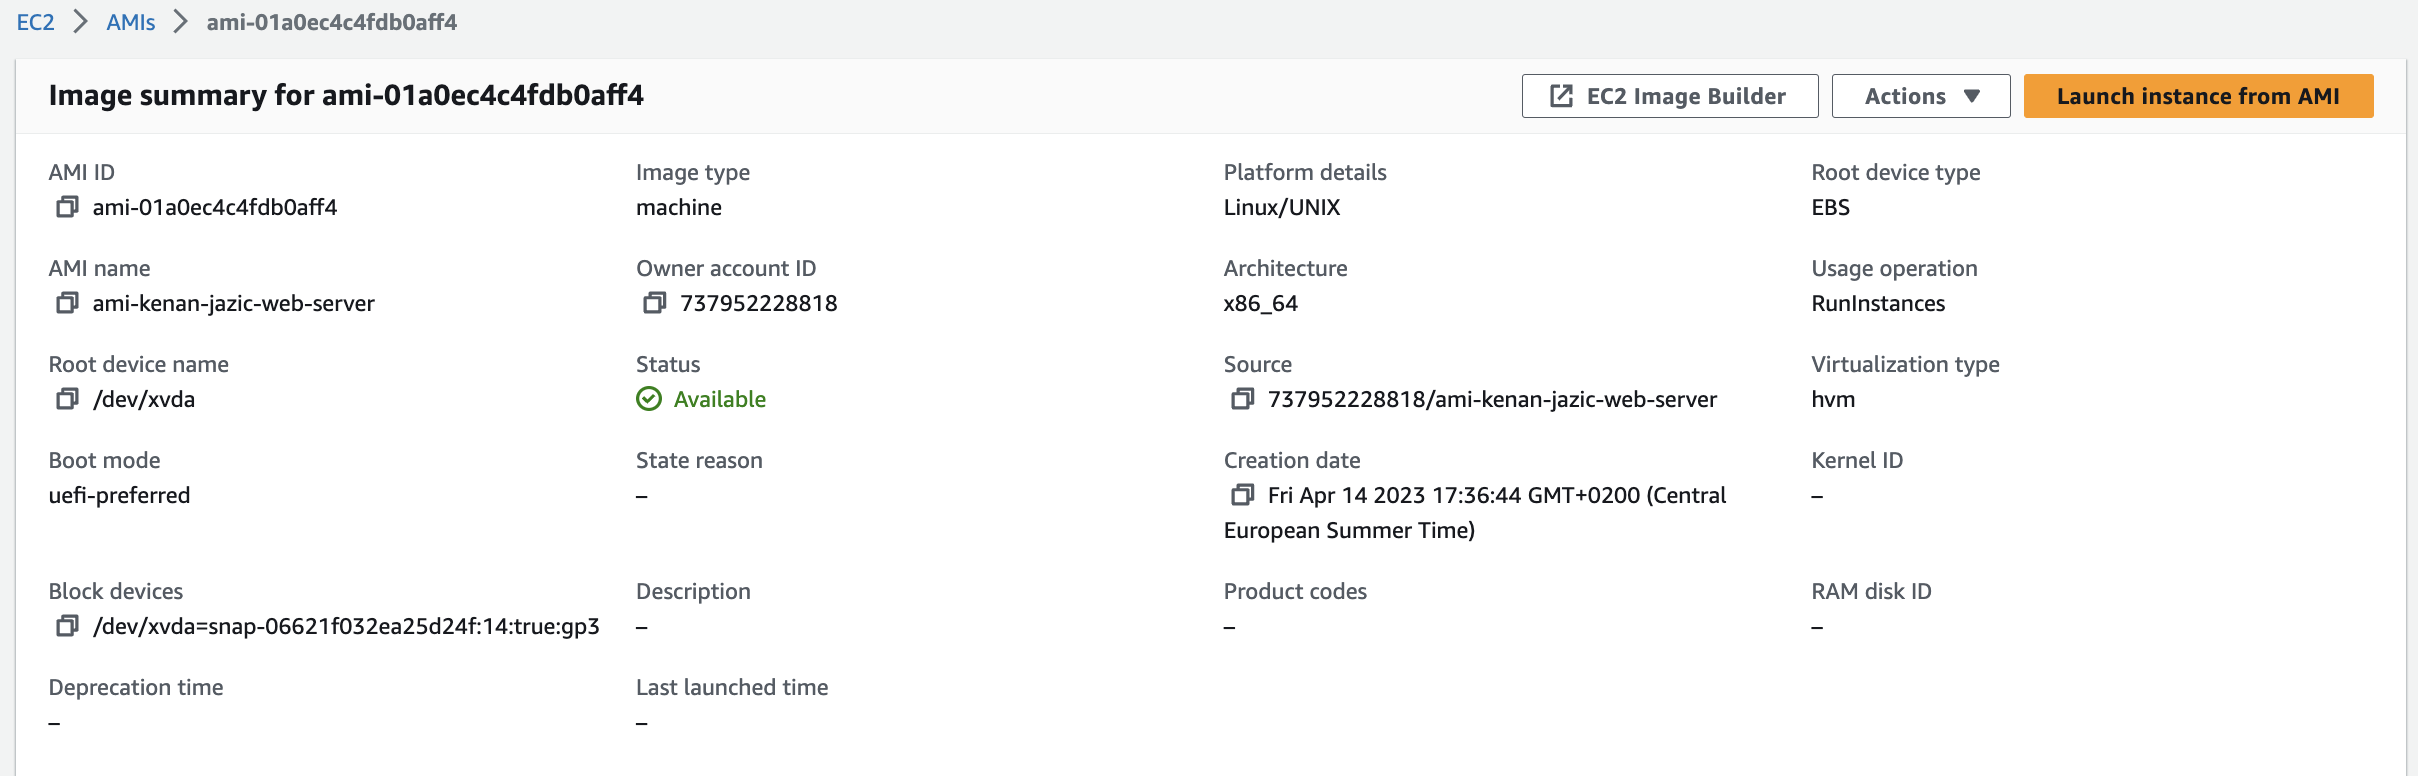 EC2 > AMIs > ami-01a0ec4c4fdb0aff4
Image summary for ami-01a0ec4c4fdb0aff4
EC2 Image Builder
Actions
Launch instance from AMI
AMI ID
ami-01a0ec4c4fdb0aff4
Image type
machine
Platform details
Linux/UNIX
Root device type
EBS
AMI name
ami-kenan-jazic-web-server
Owner account ID
737952228818
Architecture
x86_64
Usage operation
RunInstances
Root device name
/dev/xvda
Status
Available
Source
737952228818/ami-kenan-jazic-web-server
Virtualization type
hvm
Boot mode
uefi-preferred
State reason
–
Creation date
Fri Apr 14 2023 17:36:44 GMT+0200 (Central
European Summer Time)
Kernel ID
–
Block devices
/dev/xvda=snap-06621f032ea25d24f:14:true:gp3
Description
–
Product codes
–
RAM disk ID
–
Deprecation time
–
Last launched time
–